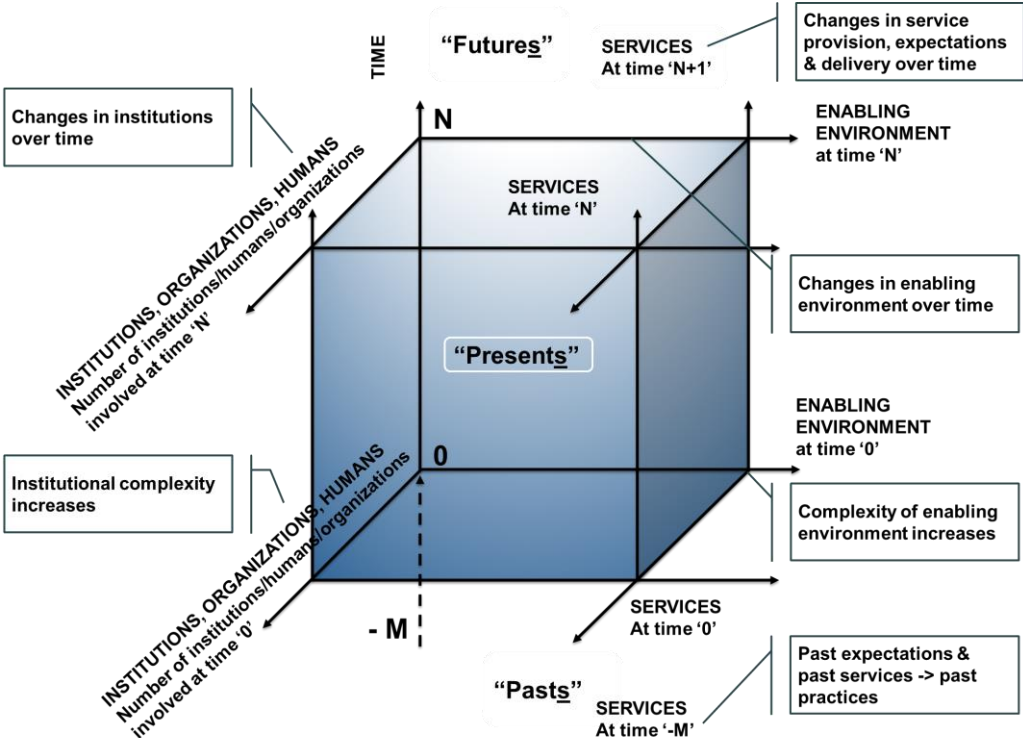 TIME
“Futures”
SERVICES
At time ‘N+1’
Changes in service
provision, expectations
& delivery over time
Changes in institutions
over time
N
ENABLING
ENVIRONMENT
at time ‘N’
SERVICES
At time ‘N’
INSTITUTIONS, ORGANIZATIONS, HUMANS
Number of institutions/humans/organizations
involved at time ‘N’
Changes in enabling
environment over time
“Presents”
ENABLING
ENVIRONMENT
at time ‘0’
0
Institutional complexity
increases
Complexity of enabling
environment increases
INSTITUTIONS, ORGANIZATIONS, HUMANS
Number of institutions/humans/organizations
involved at time ‘0’
SERVICES
At time ‘0’
- M
“Pasts”
SERVICES
At time ‘-M’
Past expectations &
past services -> past
practices